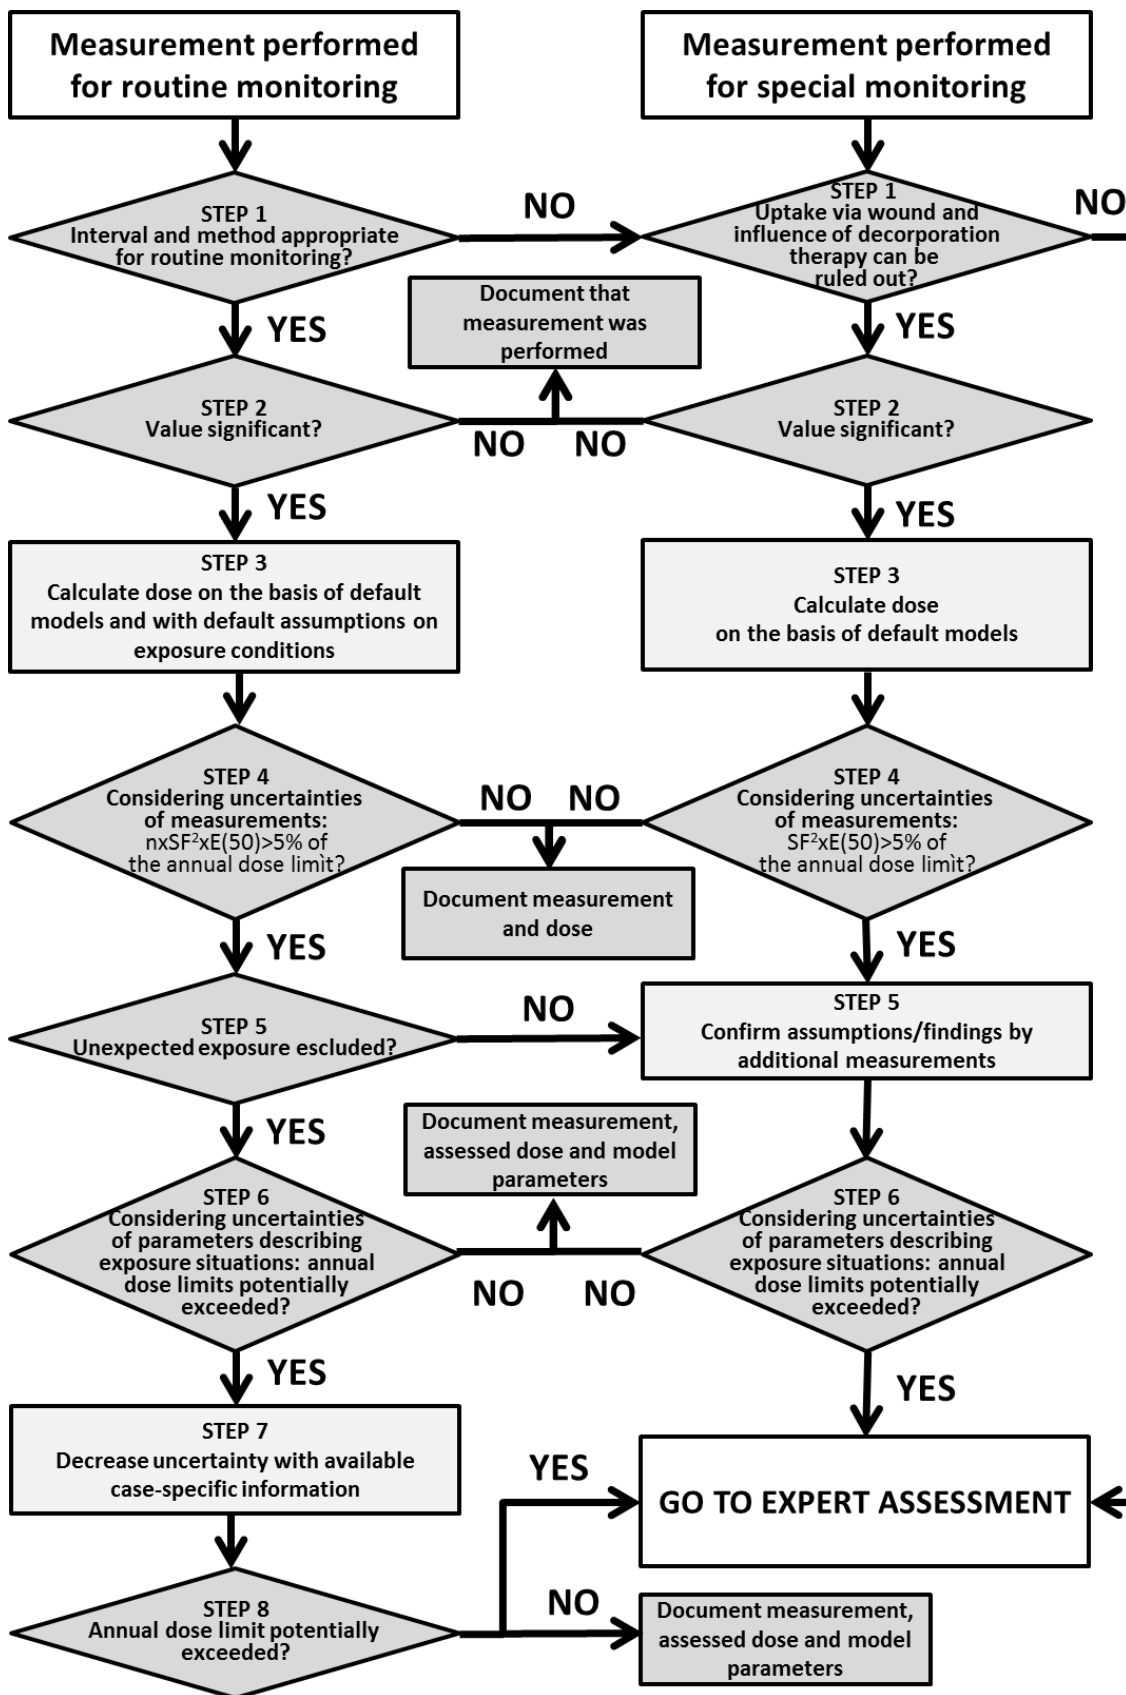 Measurement performed
for routine monitoring
Measurement performed
for special monitoring
STEP 1
Interval and method appropriate
for routine monitoring?
NO
STEP 1
Uptake via wound and
influence of decorporation
therapy can be
ruled out?
NO
YES
Document that
measurement was
performed
YES
STEP 2
Value significant?
NO
NO
STEP 2
Value significant?
YES
YES
STEP 3
Calculate dose on the basis of default
models and with default assumptions on
exposure conditions
STEP 3
Calculate dose
on the basis of default models
STEP 4
Considering uncertainties
of measurements:
nxSF²xE(50)>5% of
the annual dose limìt?
NO
NO
STEP 4
Considering uncertainties
of measurements:
SF²xE(50)>5% of
the annual dose limìt?
Document measurement
and dose
YES
YES
STEP 5
Unexpected exposure escluded?
NO
STEP 5
Confirm assumptions/findings by
additional measurements
YES
Document measurement,
assessed dose and model
parameters
STEP 6
Considering uncertainties
of parameters describing
exposure situations: annual
dose limits potentially
exceeded?
NO
NO
STEP 6
Considering uncertainties
of parameters describing
exposure situations: annual
dose limits potentially
exceeded?
YES
YES
STEP 7
Decrease uncertainty with available
case-specific information
YES
GO TO EXPERT ASSESSMENT
STEP 8
Annual dose limit potentially
exceeded?
NO
Document measurement,
assessed dose and model
parameters